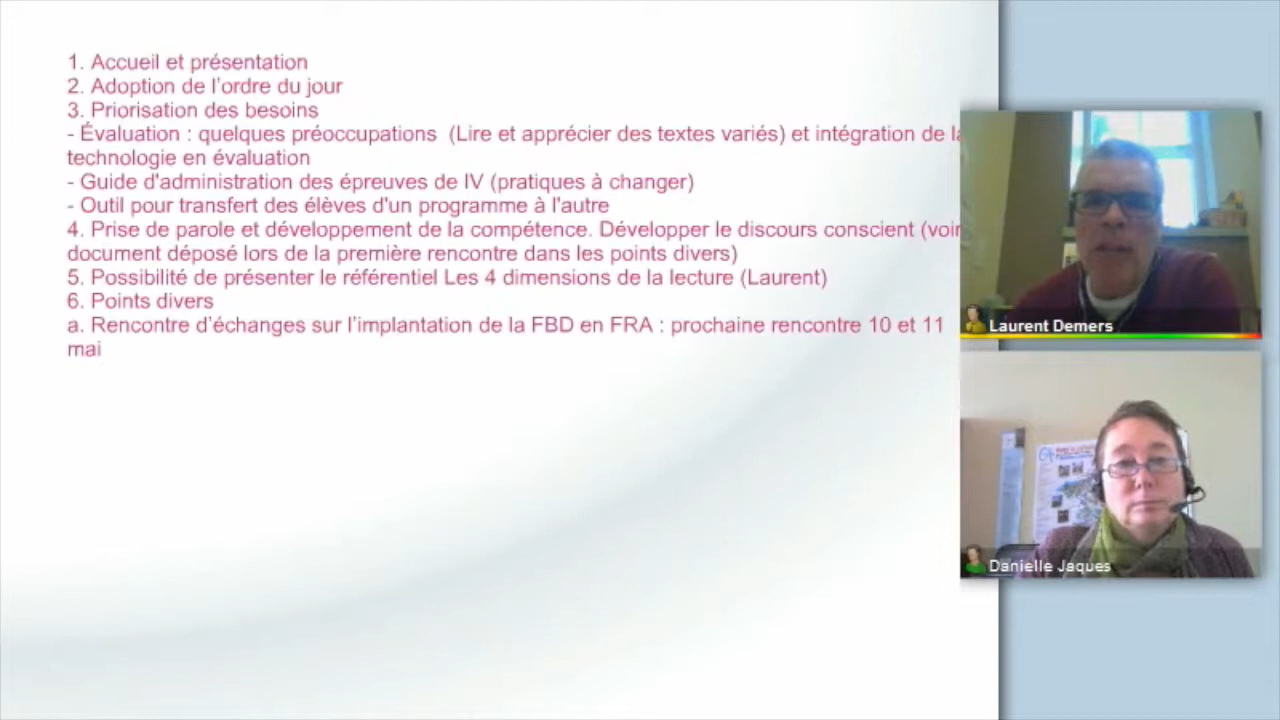 1. Accueil et présentation
2. Adoption de l'ordre du jour
3. Priorisation des besoins
- Évaluation : quelques préoccupations (Lire et apprécier des textes variés) et intégration de la
technologie en évaluation
- Guide d'administration des épreuves de IV (pratiques à changer)
- Outil pour transfert des élèves d'un programme à l'autre
4. Prise de parole et développement de la compétence. Développer le discours conscient (voir
document déposé lors de la première rencontre dans les points divers)
5. Possibilité de présenter le référentiel Les 4 dimensions de la lecture (Laurent)
6. Points divers
a. Rencontre d'échanges sur l'implantation de la FBD en FRA : prochaine rencontre 10 et 11
mai
Laurent Demers
Danielle Jaques